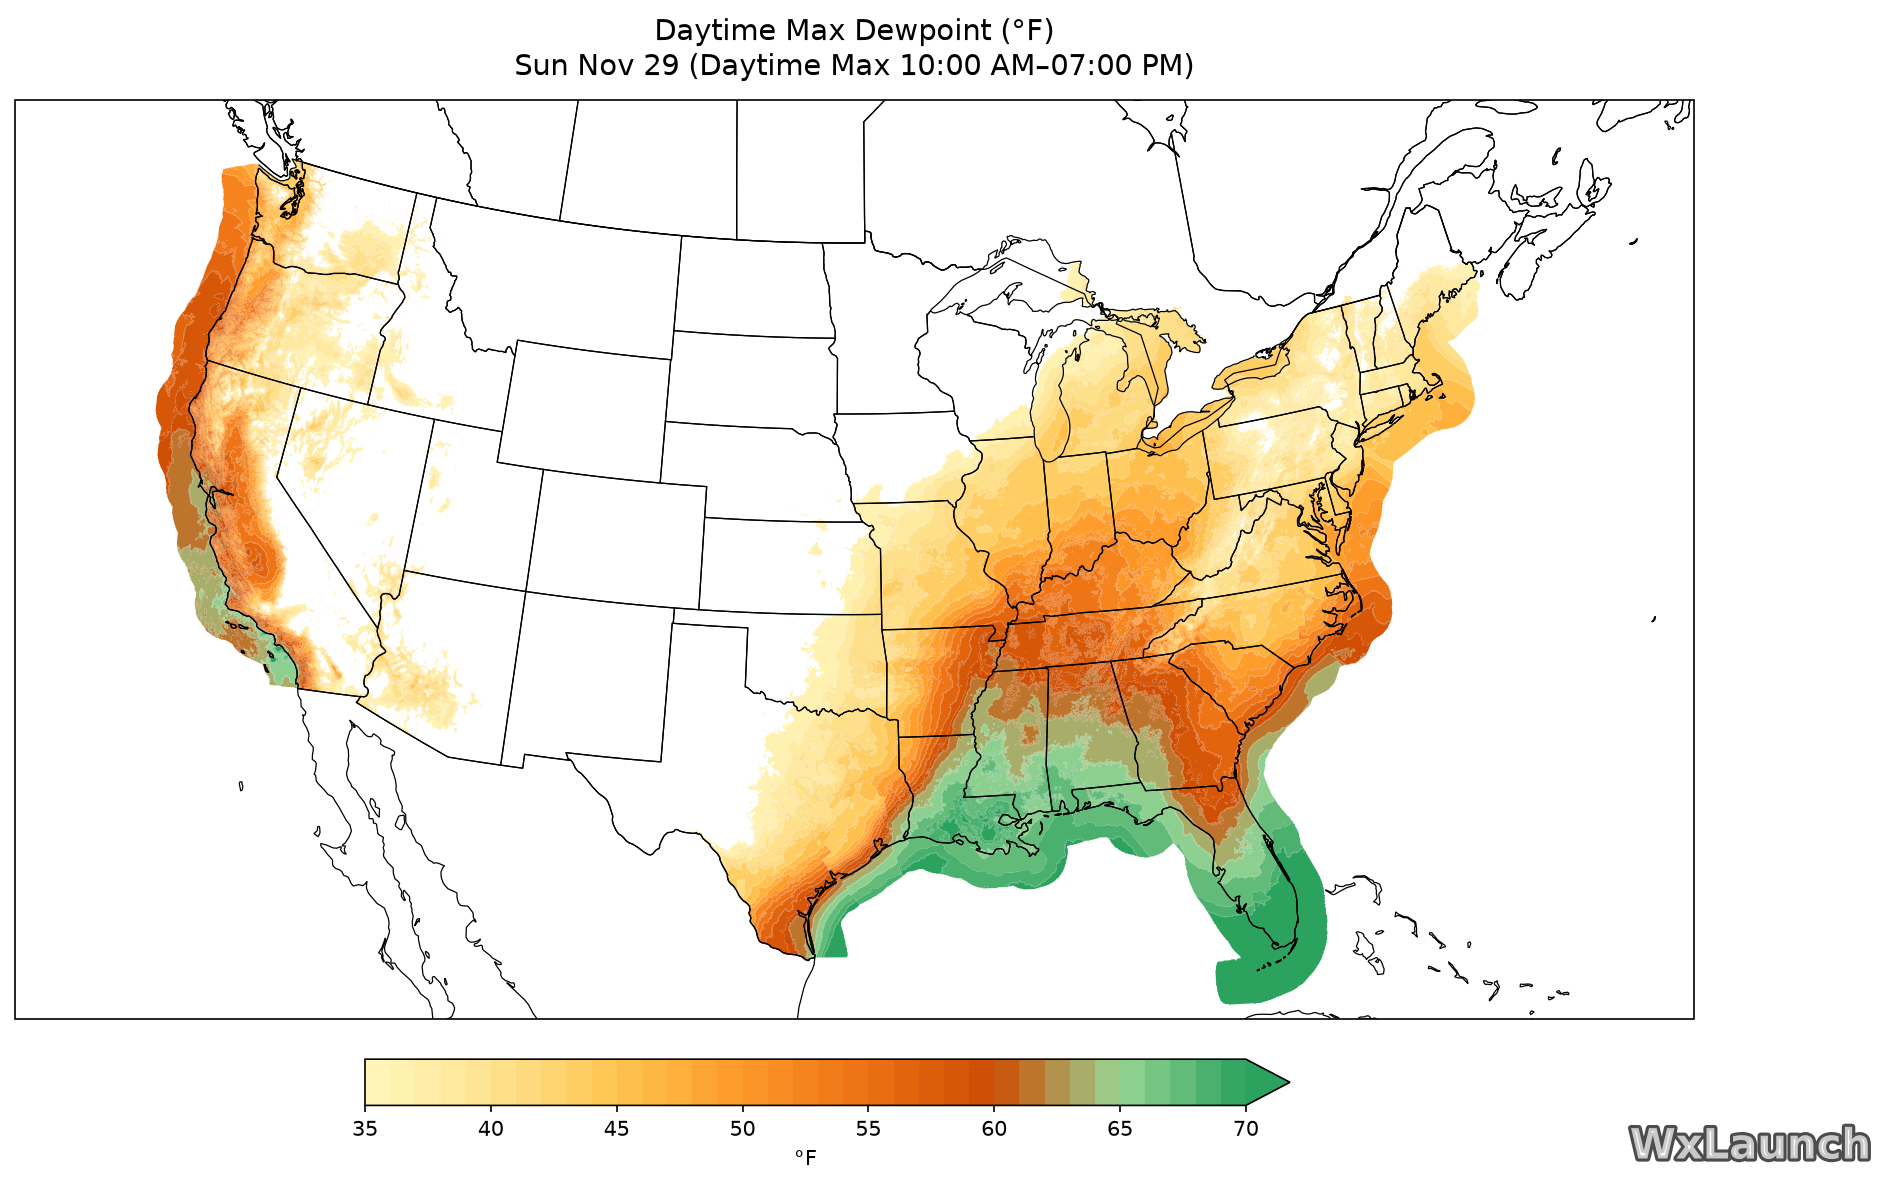 Daytime Max Dewpoint (°F)
Sun Nov 29 (Daytime Max 10:00 AM–07:00 PM)
35 40 45 50 55 60 65 70
°F
WxLaunch